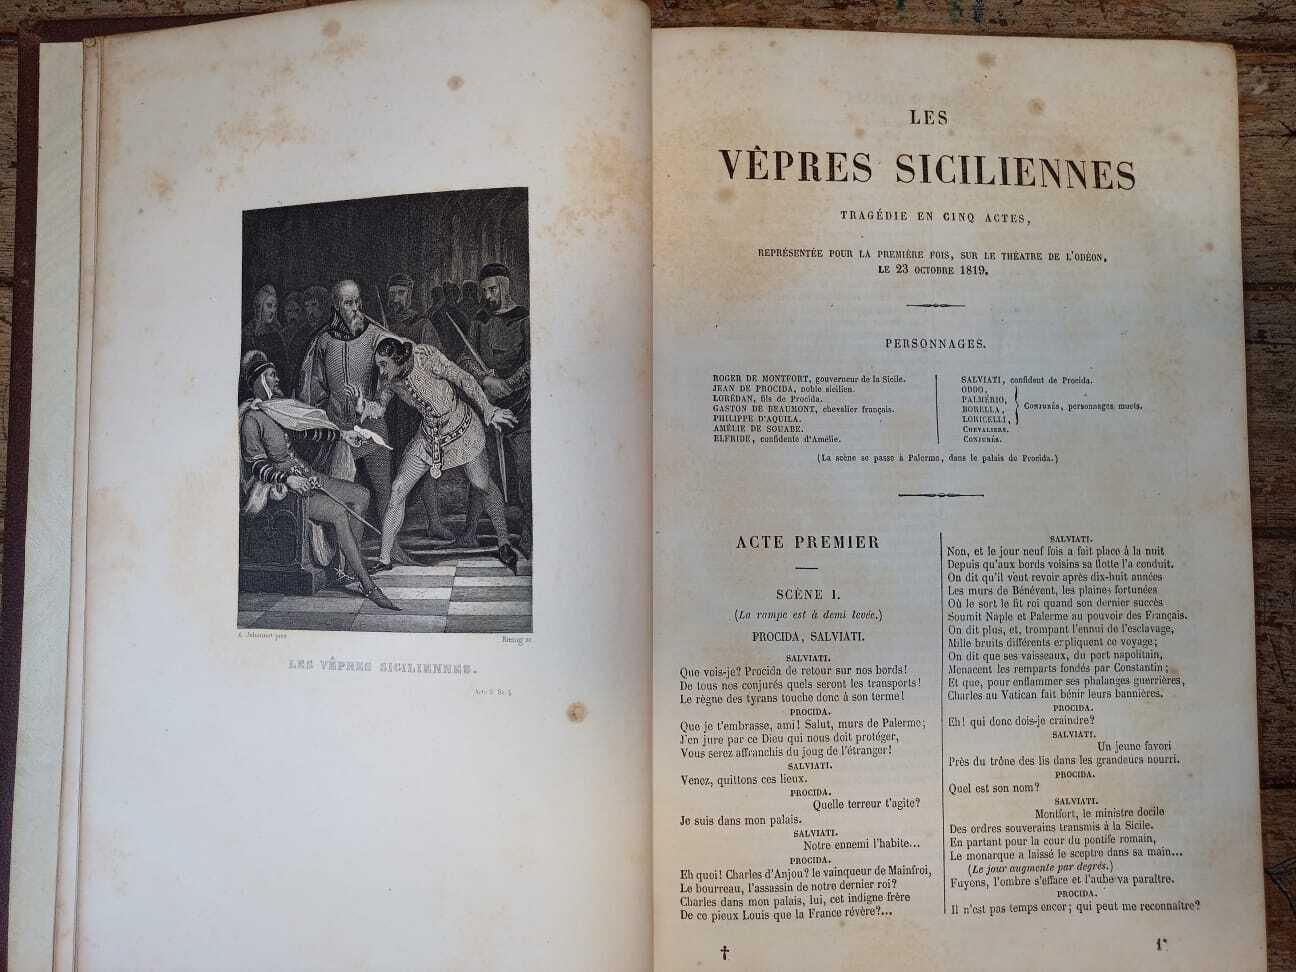 A. Johannot pinx
LES VÊPRES SICILIENNES.
LES
VÊPRES SICILIENNES
TRAGÉDIE EN CINQ ACTES,
REPRÉSENTÉE POUR LA PREMIÈRE FOIS, SUR LE THÉATRE DE L'ODÉON,
LE 23 OCTOBRE 1819.
PERSONNAGES.
ROGER DE MONTFORT, gouverneur de la Sicile.
JEAN DE PROCIDA, noble sicilien.
LORÉDAN, fils de Procida.
GASTON DE BEAUMONT, chevalier français.
PHILIPPE D'AQUILA.
AMÉLIE DE SOUABE.
ELFRIDE, confidente d'Amélie.
SALVIATI, confident de Procida.
ODDO,
PALMÉRIO,
BORELLA,
LORICELLI,
Conjurés, personnages muets.
Chevaliers.
Conjurés.
(La scène se passe à Palerme, dans le palais de Procida.)
ACTE PREMIER
SCÈNE I.
(La rampe est à demi levée.)
PROCIDA, SALVIATI.
SALVIATI.
Que vois-je? Procida de retour sur nos bords!
De tous nos conjurés quels seront les transports!
Le règne des tyrans touche donc à son terme!
PROCIDA.
Que je t'embrasse, ami! Salut, murs de Palerme;
J'en jure par ce Dieu qui nous doit protéger,
Vous serez affranchis du joug de l'étranger!
SALVIATI.
Venez, quittons ces lieux.
PROCIDA.
Quelle terreur t'agite?
Je suis dans mon palais.
SALVIATI.
Notre ennemi l'habite...
PROCIDA.
Eh quoi! Charles d'Anjou? le vainqueur de Mainfroi,
Le bourreau, l'assassin de notre dernier roi?
Charles dans mon palais, lui, cet indigne frère
De ce pieux Louis que la France révère?...
SALVIATI.
Non, et le jour neuf fois a fait place à la nuit
Depuis qu'aux bords voisins sa flotte l'a conduit.
On dit qu'il veut revoir après dix-huit années
Les murs de Bénévent, les plaines fortunées
Où le sort le fit roi quand son dernier succès
Soumit Naple et Palerme au pouvoir des Français.
On dit plus, et, trompant l'ennui de l'esclavage,
Mille bruits différents expliquent ce voyage;
On dit que ses vaisseaux, du port napolitain,
Menacent les remparts fondés par Constantin;
Et que, pour enflammer ses phalanges guerrières,
Charles au Vatican fait bénir leurs bannières.
PROCIDA.
Eh! qui donc dois-je craindre?
SALVIATI.
Un jeune favori
Près du trône des lis dans les grandeurs nourri.
PROCIDA.
Quel est son nom?
SALVIATI.
Montfort, le ministre docile
Des ordres souverains transmis à la Sicile.
En partant pour la cour du pontife romain,
Le monarque a laissé le sceptre dans sa main...
(Le jour augmente par degrés.)
Fuyons, l'ombre s'efface et l'aube va paraître.
PROCIDA.
Il n'est pas temps encor; qui peut me reconnaître?
†
1*